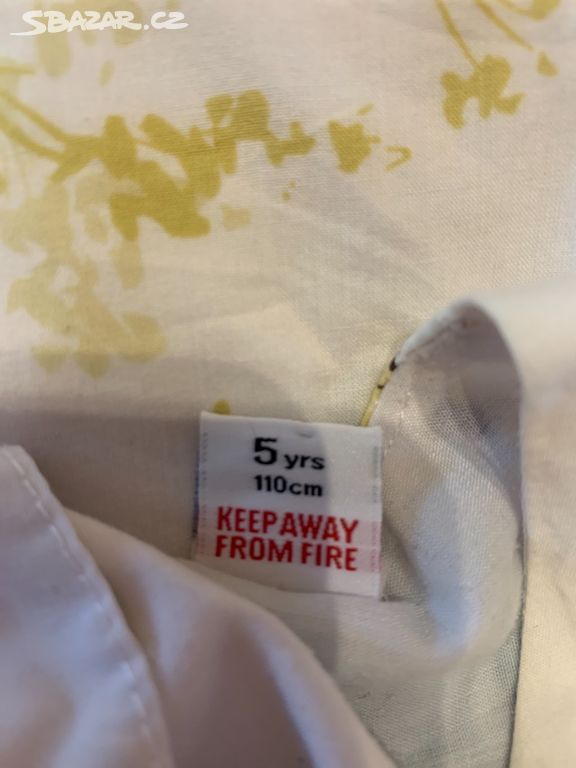 SBAZAR.CZ
5 yrs
110cm
KEEP AWAY
FROM FIRE